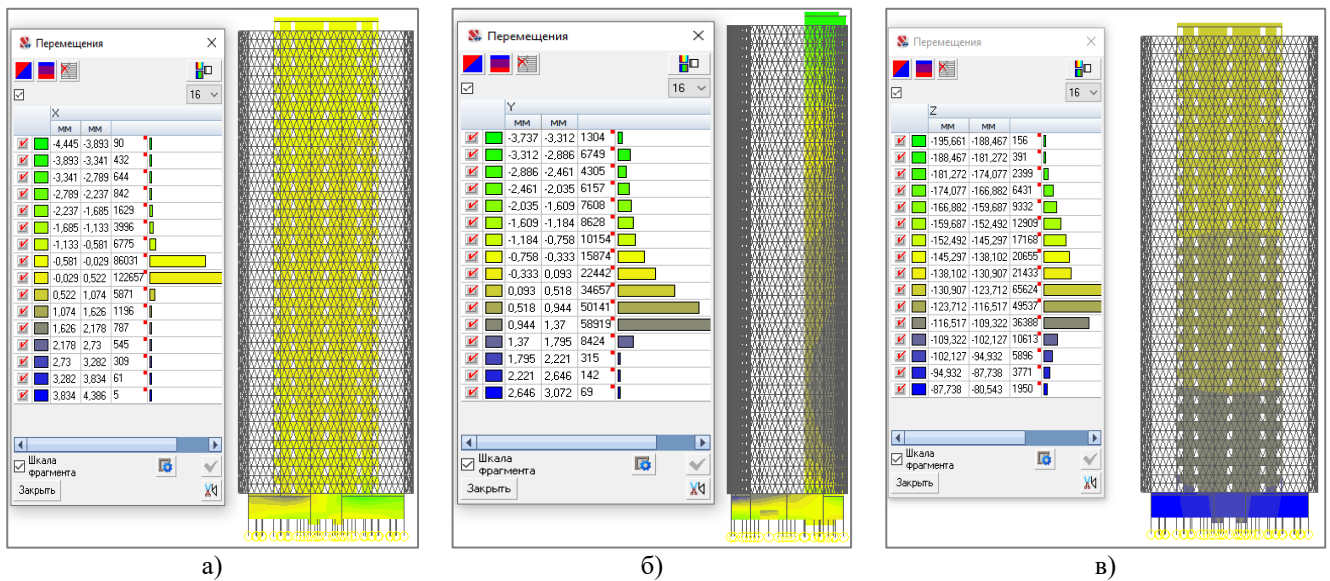 Перемещения
16
X
мм мм
-4,445 -3,893 90
-3,893 -3,341 432
-3,341 -2,789 644
-2,789 -2,237 842
-2,237 -1,685 1629
-1,685 -1,133 3996
-1,133 -0,581 6775
-0,581 -0,029 86031
-0,029 0,522 122657
0,522 1,074 5871
1,074 1,626 1196
1,626 2,178 787
2,178 2,73 545
2,73 3,282 309
3,282 3,834 61
3,834 4,386 5
Шкала
фрагмента
Закрыть
а)
Перемещения
16
Y
мм мм
-3,737 -3,312 1304
-3,312 -2,886 6749
-2,886 -2,461 4305
-2,461 -2,035 6157
-2,035 -1,609 7608
-1,609 -1,184 8628
-1,184 -0,758 10154
-0,758 -0,333 15874
-0,333 0,093 22442
0,093 0,518 34657
0,518 0,944 50141
0,944 1,37 58919
1,37 1,795 8424
1,795 2,221 315
2,221 2,646 142
2,646 3,072 69
Шкала
фрагмента
Закрыть
б)
Перемещения
16
Z
мм мм
-195,661 -188,467 156
-188,467 -181,272 391
-181,272 -174,077 2399
-174,077 -166,882 6431
-166,882 -159,687 9332
-159,687 -152,492 12909
-152,492 -145,297 17168
-145,297 -138,102 20655
-138,102 -130,907 21433
-130,907 -123,712 65624
-123,712 -116,517 49537
-116,517 -109,322 36388
-109,322 -102,127 10613
-102,127 -94,932 5896
-94,932 -87,738 3771
-87,738 -80,543 1950
Шкала
фрагмента
Закрыть
в)